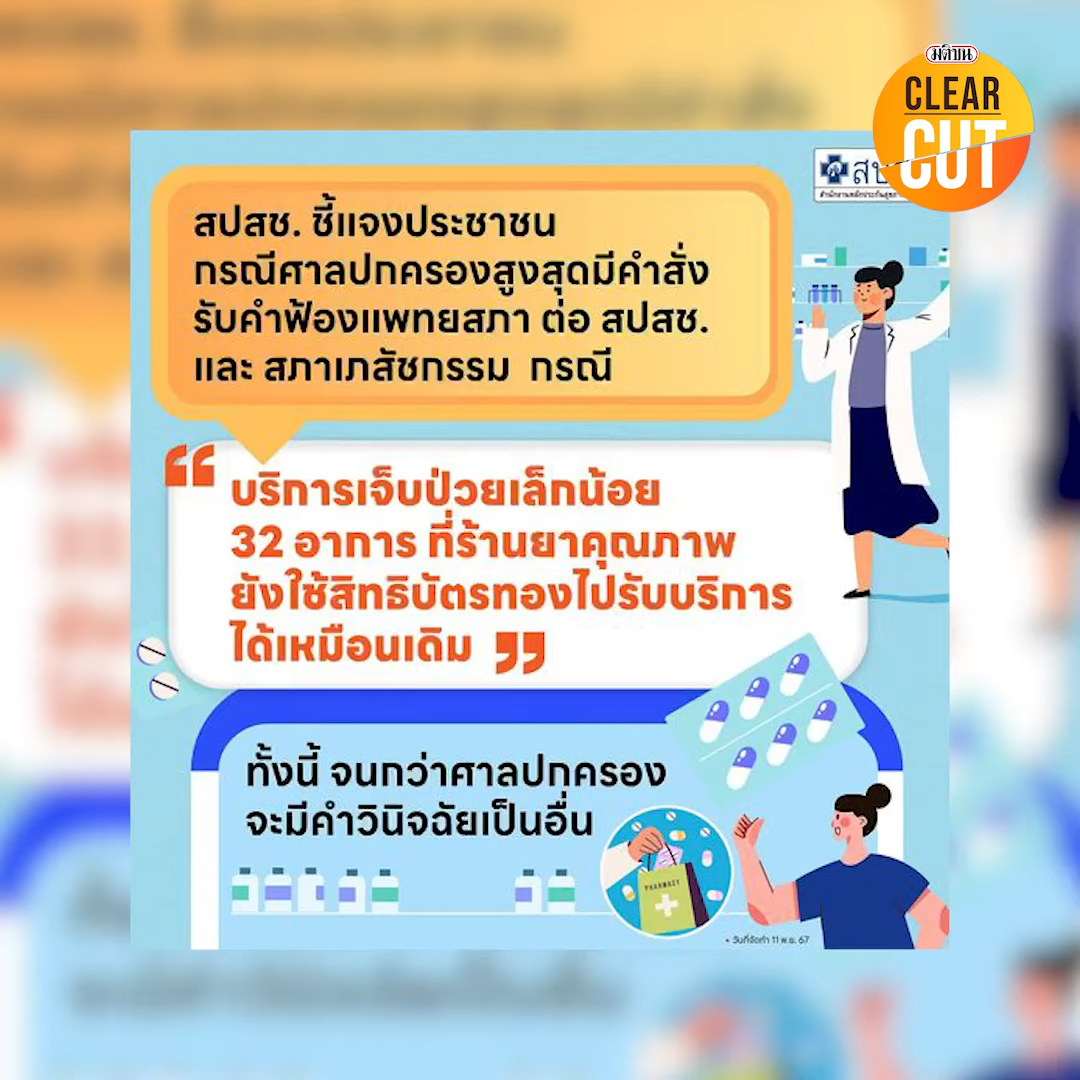 มติชน
CLEAR
CUT
สปสช. ชี้แจงประชาชน
กรณีศาลปกครองสูงสุดมีคำสั่ง
รับคำฟ้องแพทยสภา ต่อ สปสช.
และ สภาเภสัชกรรม กรณี
“บริการเจ็บป่วยเล็กน้อย
32 อาการ ที่ร้านยาคุณภาพ
ยังใช้สิทธิบัตรทองไปรับบริการ
ได้เหมือนเดิม”
ทั้งนี้ จนกว่าศาลปกครอง
จะมีคำวินิจฉัยเป็นอื่น
PHARMACY
• วันที่จัดทำ 11 พ.ย. 67